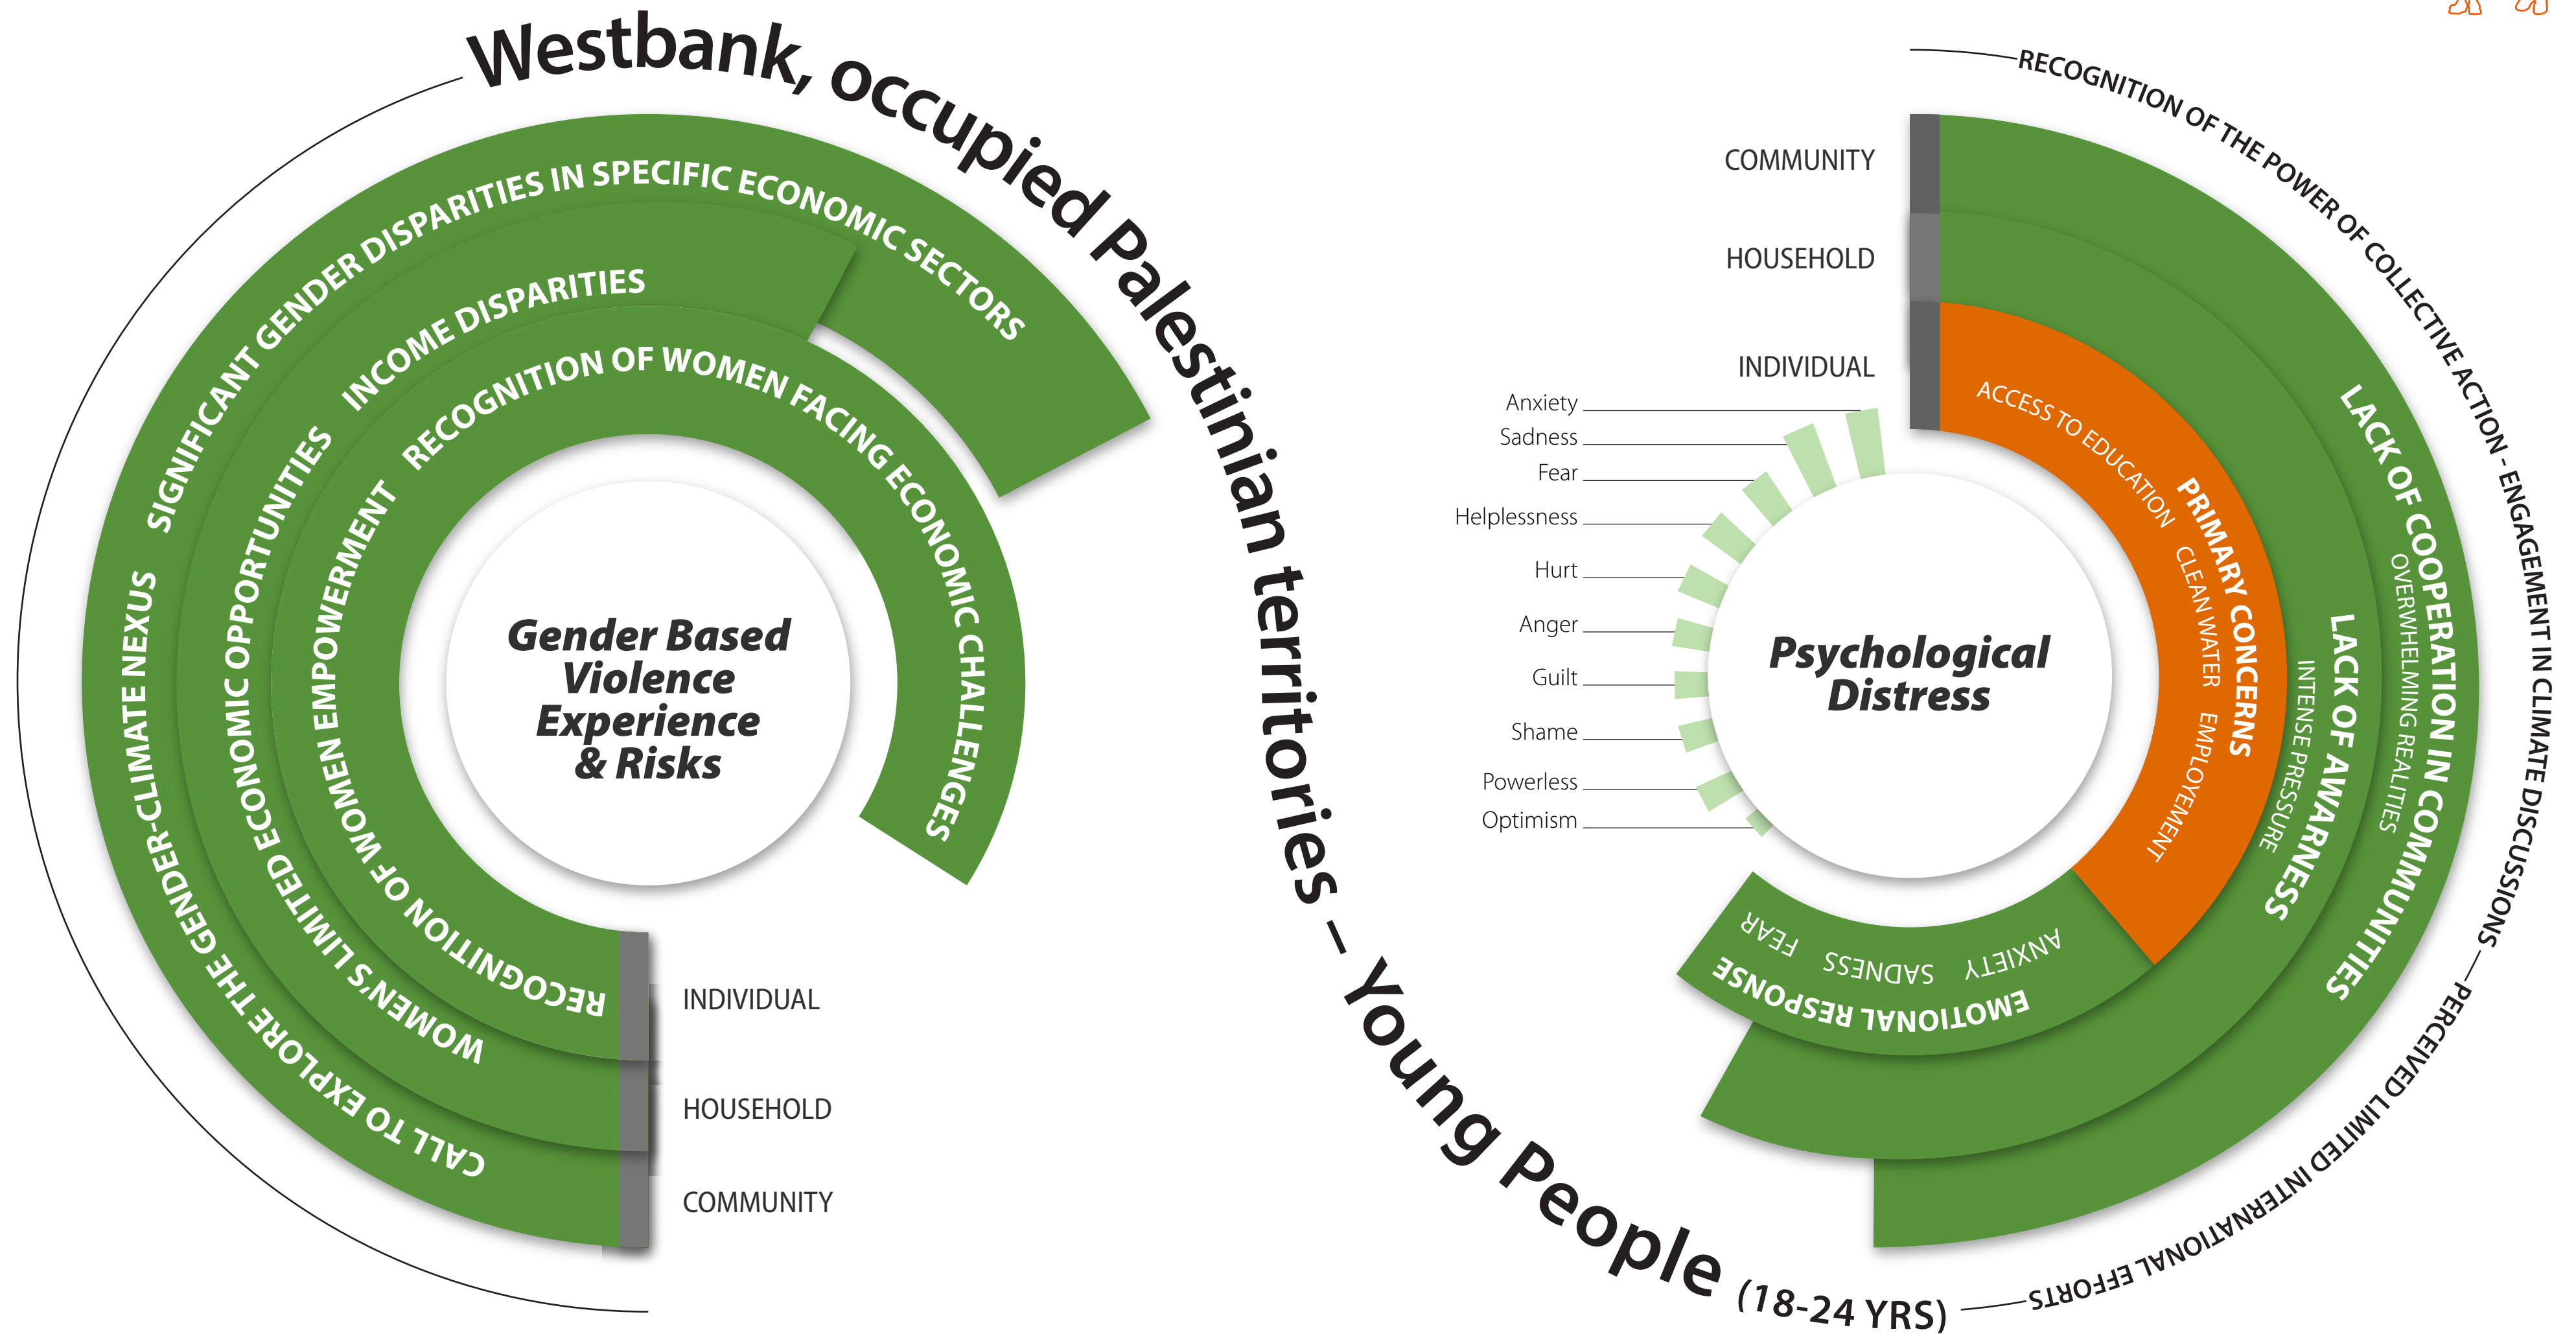 Westbank, occupied Palestinian territories – Young People (18-24 YRS)
SIGNIFICANT GENDER DISPARITIES IN SPECIFIC ECONOMIC SECTORS
CALL TO EXPLORE THE GENDER-CLIMATE NEXUS
INCOME DISPARITIES
WOMEN'S LIMITED ECONOMIC OPPORTUNITIES
RECOGNITION OF WOMEN FACING ECONOMIC CHALLENGES
RECOGNITION OF WOMEN EMPOWERMENT
Gender Based
Violence
Experience
& Risks
INDIVIDUAL
HOUSEHOLD
COMMUNITY
RECOGNITION OF THE POWER OF COLLECTIVE ACTION - ENGAGEMENT IN CLIMATE DISCUSSIONS
PERCEIVED LIMITED INTERNATIONAL EFFORTS
COMMUNITY
HOUSEHOLD
INDIVIDUAL
LACK OF COOPERATION IN COMMUNITIES
OVERWHELMING REALITIES
LACK OF AWARNESS
INTENSE PRESSURE
PRIMARY CONCERNS
ACCESS TO EDUCATION
CLEAN WATER
EMPLOYEMENT
EMOTIONAL RESPONSE
ANXIETY
SADNESS
FEAR
Anxiety
Sadness
Fear
Helplessness
Hurt
Anger
Guilt
Shame
Powerless
Optimism
Psychological
Distress